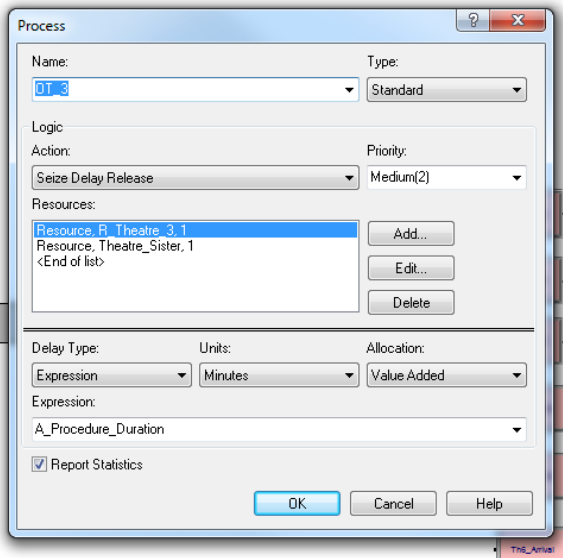 Process
Name:
Type:
OT_3
Standard
Logic
Action:
Priority:
Seize Delay Release
Medium(2)
Resources:
Resource, R_Theatre_3, 1
Resource, Theatre_Sister, 1
<End of list>
Add...
Edit...
Delete
Delay Type:
Units:
Allocation:
Expression
Minutes
Value Added
Expression:
A_Procedure_Duration
Report Statistics
OK
Cancel
Help
Th6_Arrival